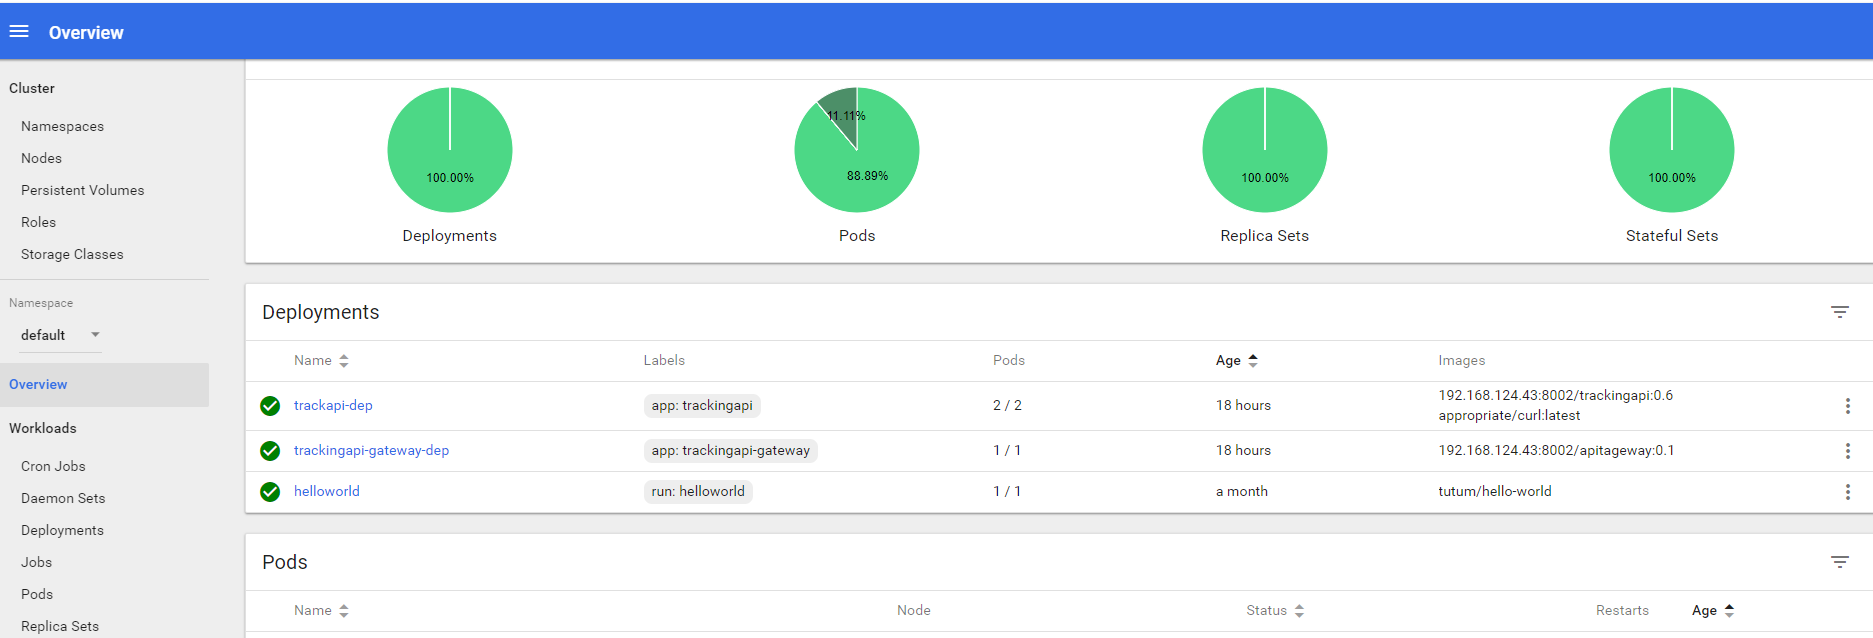 Overview
Cluster
Namespaces
Nodes
Persistent Volumes
Roles
Storage Classes
Namespace
default
Overview
Workloads
Cron Jobs
Daemon Sets
Deployments
Jobs
Pods
Replica Sets
100.00%
Deployments
11.11%
88.89%
Pods
100.00%
Replica Sets
100.00%
Stateful Sets
Deployments
Name Labels Pods Age Images
trackapi-dep app: trackingapi 2 / 2 18 hours 192.168.124.43:8002/trackingapi:0.6
appropriate/curl:latest
trackingapi-gateway-dep app: trackingapi-gateway 1 / 1 18 hours 192.168.124.43:8002/apitageway:0.1
helloworld run: helloworld 1 / 1 a month tutum/hello-world
Pods
Name Node Status Restarts Age